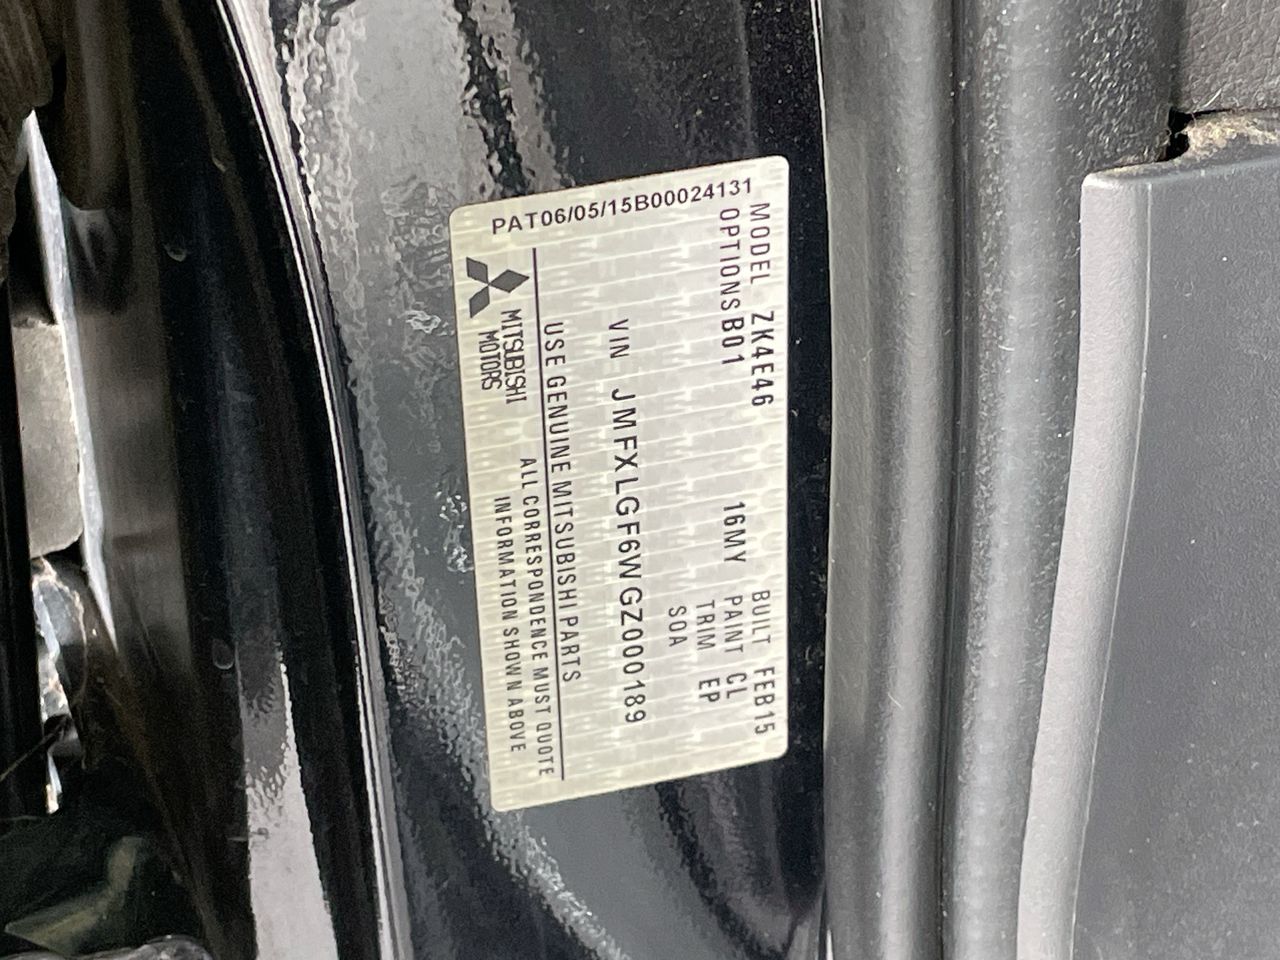 MODEL ZK4E46 BUILT FEB15
OPTIONS B01 16MY PAINT CL
TRIM EP
SOA
VIN JMFXLGF6WGZ000189
USE GENUINE MITSUBISHI PARTS
MITSUBISHI MOTORS
ALL CORRESPONDENCE MUST QUOTE
INFORMATION SHOWN ABOVE
PAT06/05/15B00024131